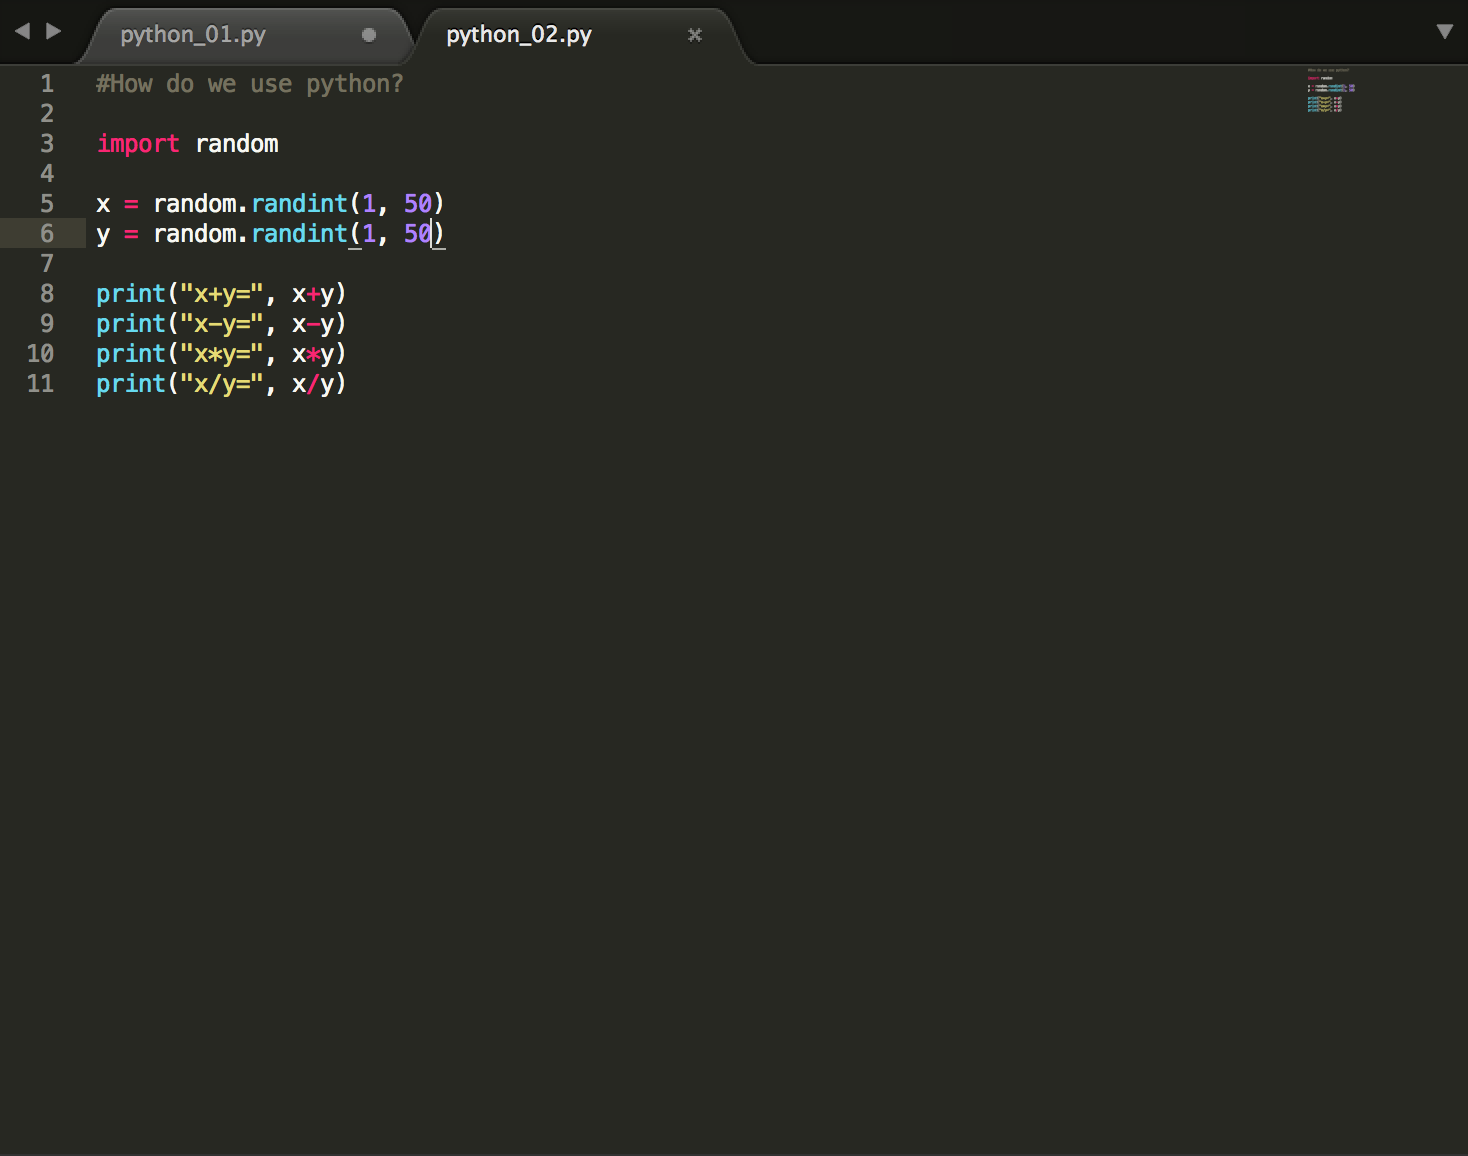 python_01.py
python_02.py
1 #How do we use python?
2
3 import random
4
5 x = random.randint(1, 50)
6 y = random.randint(1, 50)
7
8 print("x+y=", x+y)
9 print("x-y=", x-y)
10 print("x*y=", x*y)
11 print("x/y=", x/y)